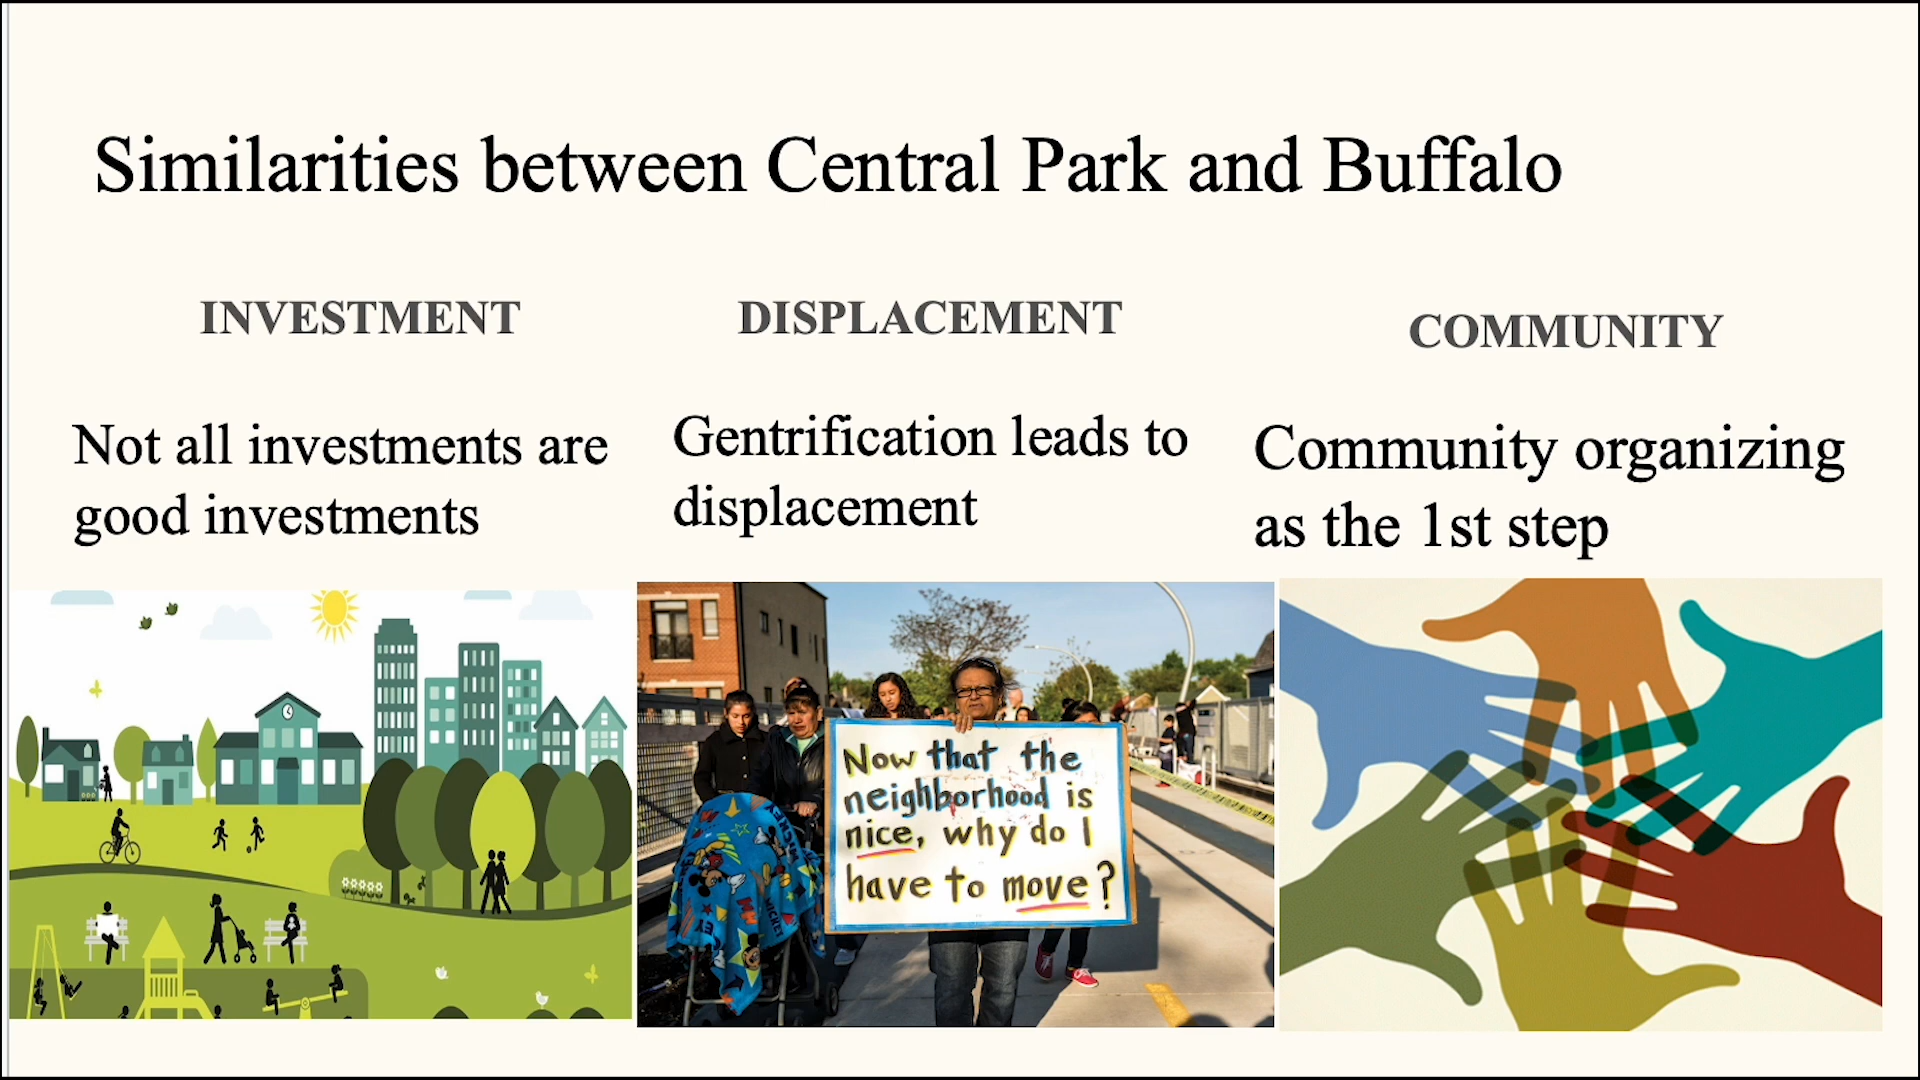 Similarities between Central Park and Buffalo
INVESTMENT
Not all investments are
good investments
DISPLACEMENT
Gentrification leads to
displacement
COMMUNITY
Community organizing
as the 1st step
Now that the
neighborhood is
nice, why do I
have to move?